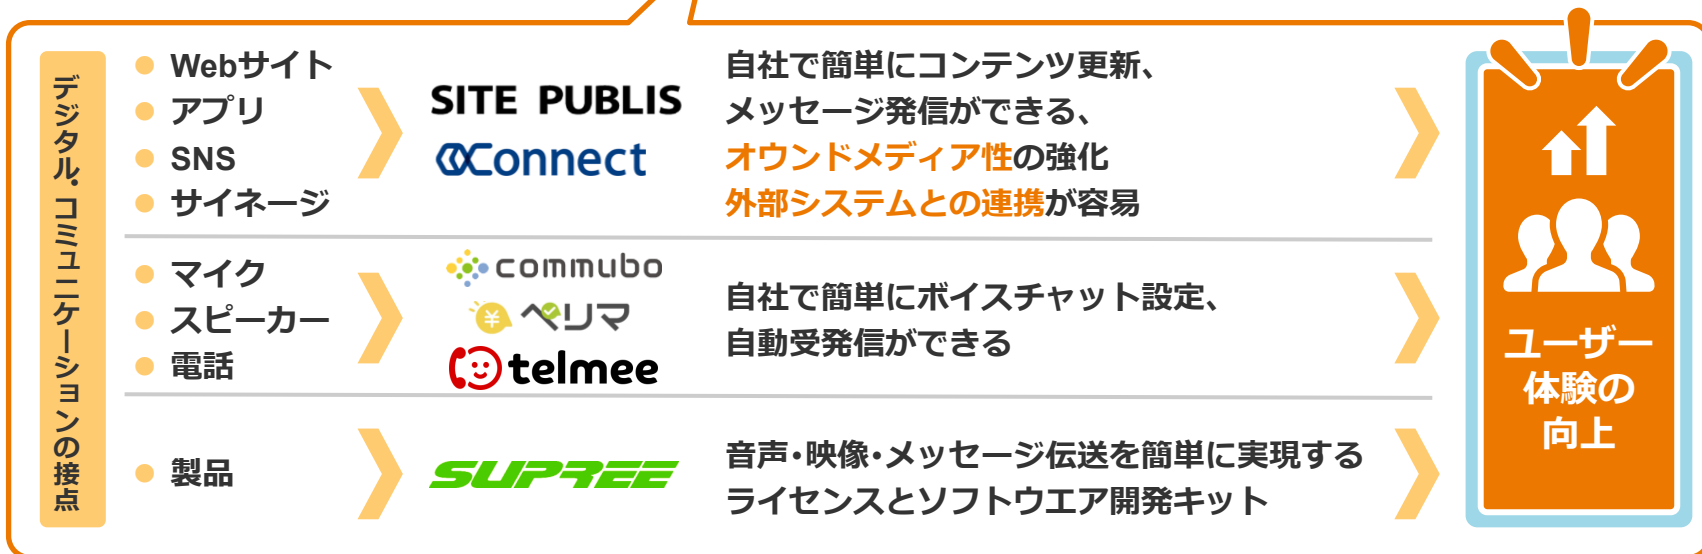 デジタル・コミュニケーションの接点
● Webサイト
● アプリ
● SNS
● サイネージ
SITE PUBLIS
Connect
自社で簡単にコンテンツ更新、
メッセージ発信ができる、
オウンドメディア性の強化
外部システムとの連携が容易
● マイク
● スピーカー
● 電話
commubo
ペリマ
telmee
自社で簡単にボイスチャット設定、
自動受発信ができる
● 製品
SUPREE
音声・映像・メッセージ伝送を簡単に実現する
ライセンスとソフトウエア開発キット
ユーザー
体験の
向上